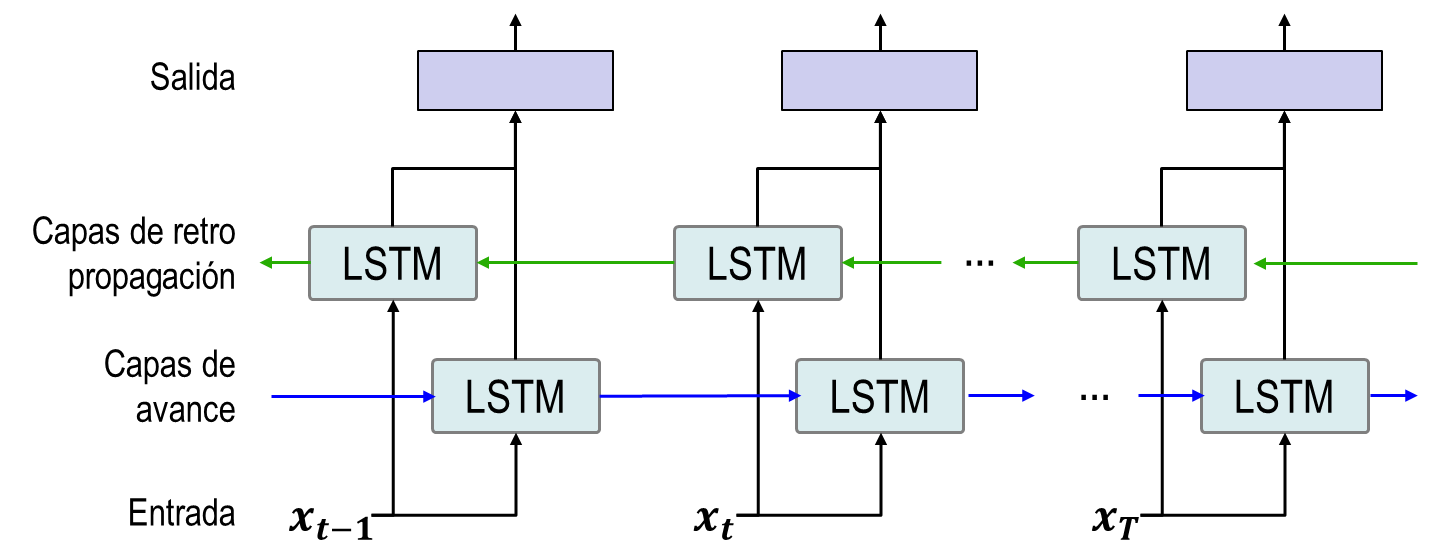 Salida
Capas de retro
propagación
LSTM
LSTM
...
LSTM
Capas de
avance
LSTM
LSTM
...
LSTM
Entrada
x_{t-1}
x_t
x_T